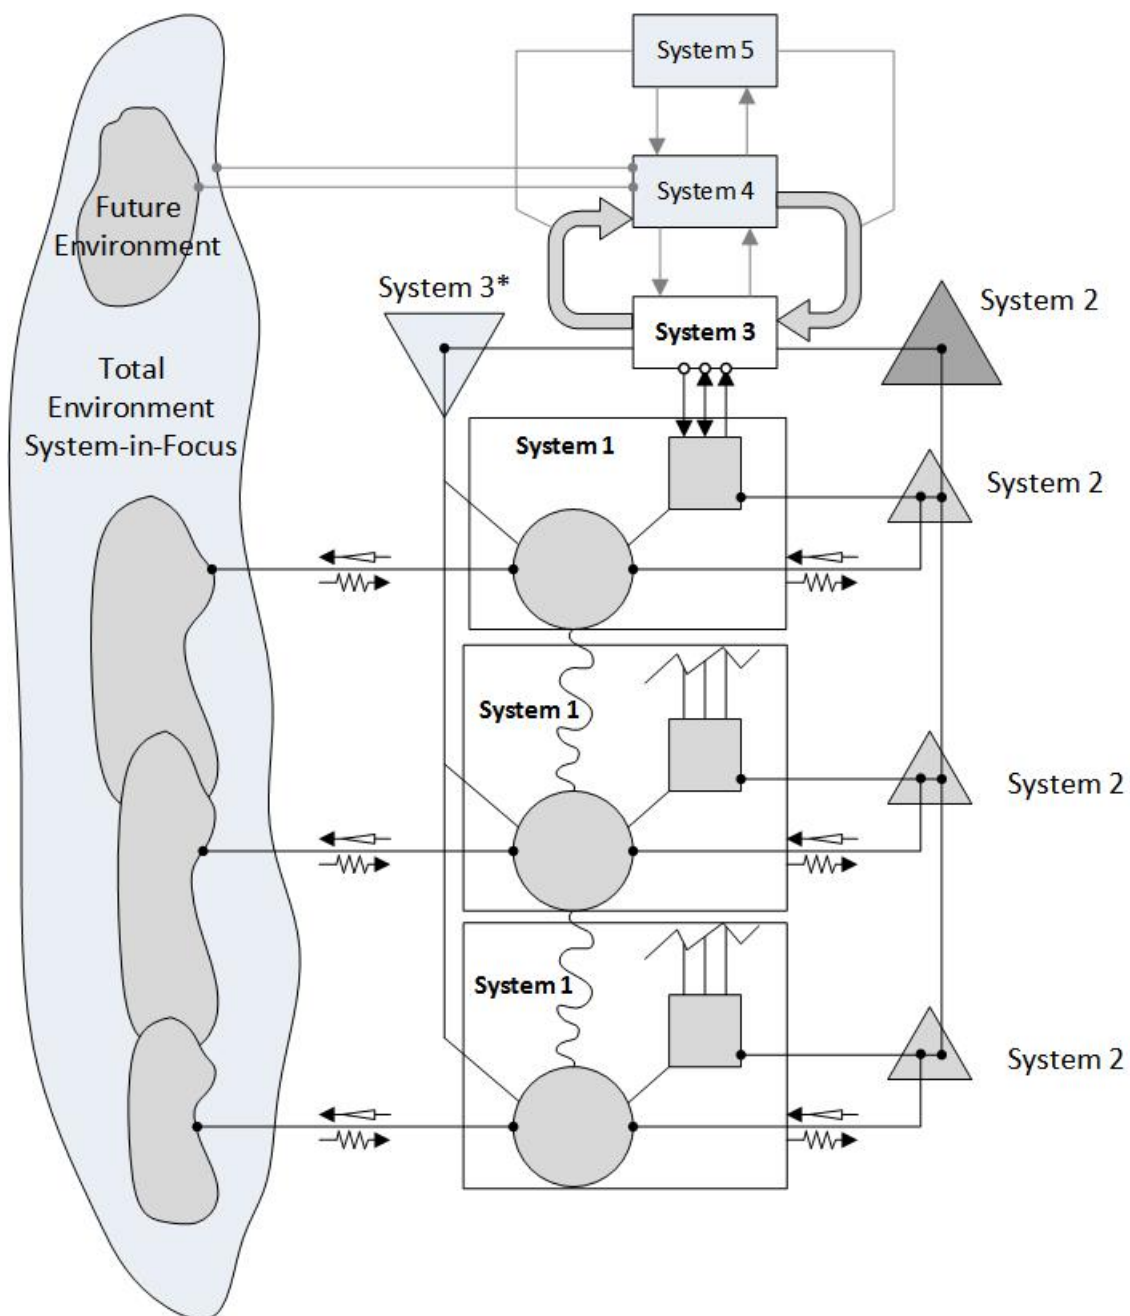 System 5
System 4
Future
Environment
System 3*
System 3
System 2
Total
Environment
System-in-Focus
System 1
System 2
System 1
System 2
System 1
System 2